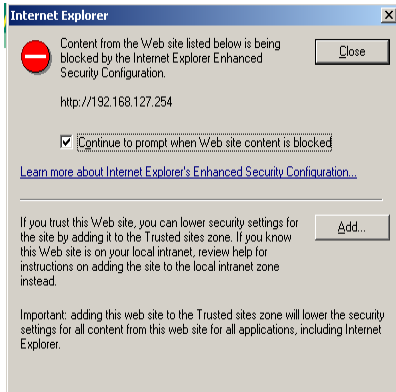 Internet Explorer
Content from the Web site listed below is being
blocked by the Internet Explorer Enhanced
Security Configuration.
Close
http://192.168.127.254
Continue to prompt when Web site content is blocked
Learn more about Internet Explorer's Enhanced Security Configuration...
If you trust this Web site, you can lower security settings for
the site by adding it to the Trusted sites zone. If you know
this Web site is on your local intranet, review help for
instructions on adding the site to the local intranet zone
instead.
Add...
Important: adding this web site to the Trusted sites zone will lower the security
settings for all content from this web site for all applications, including Internet
Explorer.